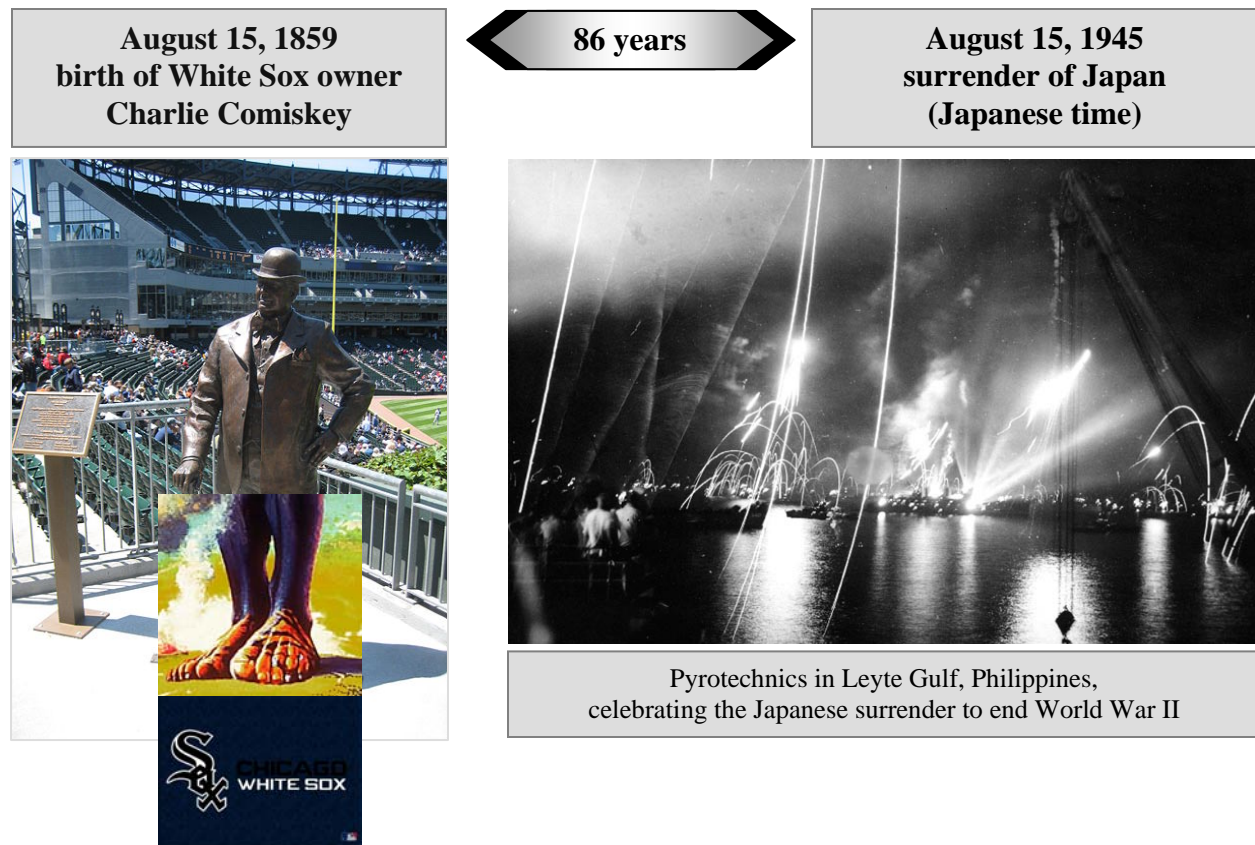 August 15, 1859
birth of White Sox owner
Charlie Comiskey
86 years
August 15, 1945
surrender of Japan
(Japanese time)
Pyrotechnics in Leyte Gulf, Philippines,
celebrating the Japanese surrender to end World War II
Sox
CHICAGO
WHITE SOX